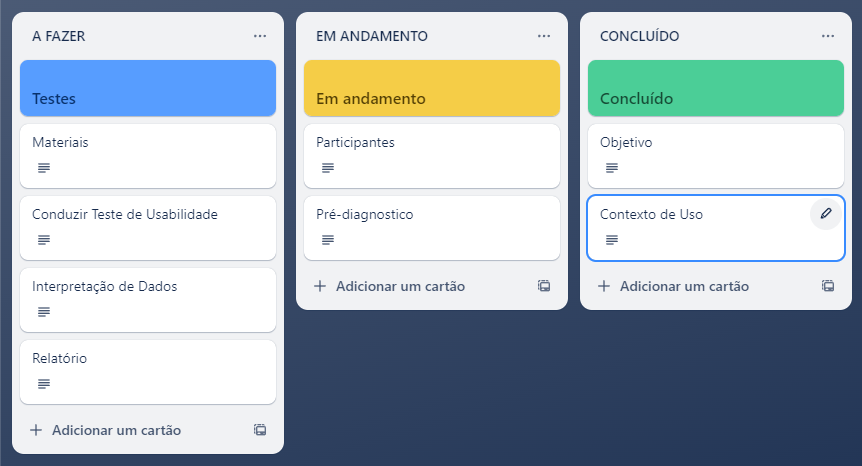 A FAZER
Testes
Materiais
Conduzir Teste de Usabilidade
Interpretação de Dados
Relatório
Adicionar um cartão
EM ANDAMENTO
Em andamento
Participantes
Pré-diagnostico
Adicionar um cartão
CONCLUÍDO
Concluído
Objetivo
Contexto de Uso
Adicionar um cartão